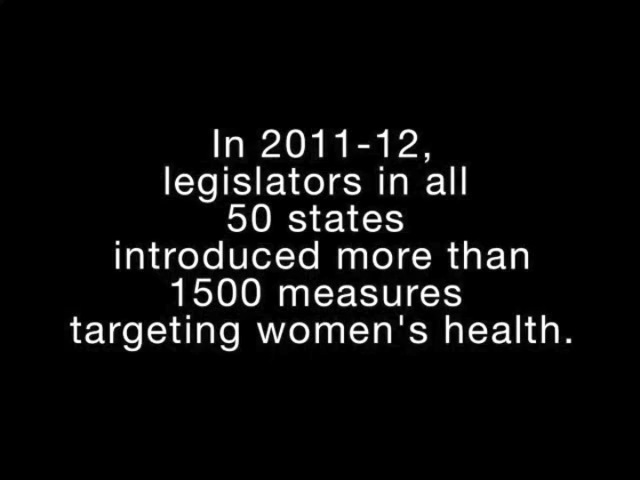 In 2011-12,
legislators in all
50 states
introduced more than
1500 measures
targeting women's health.